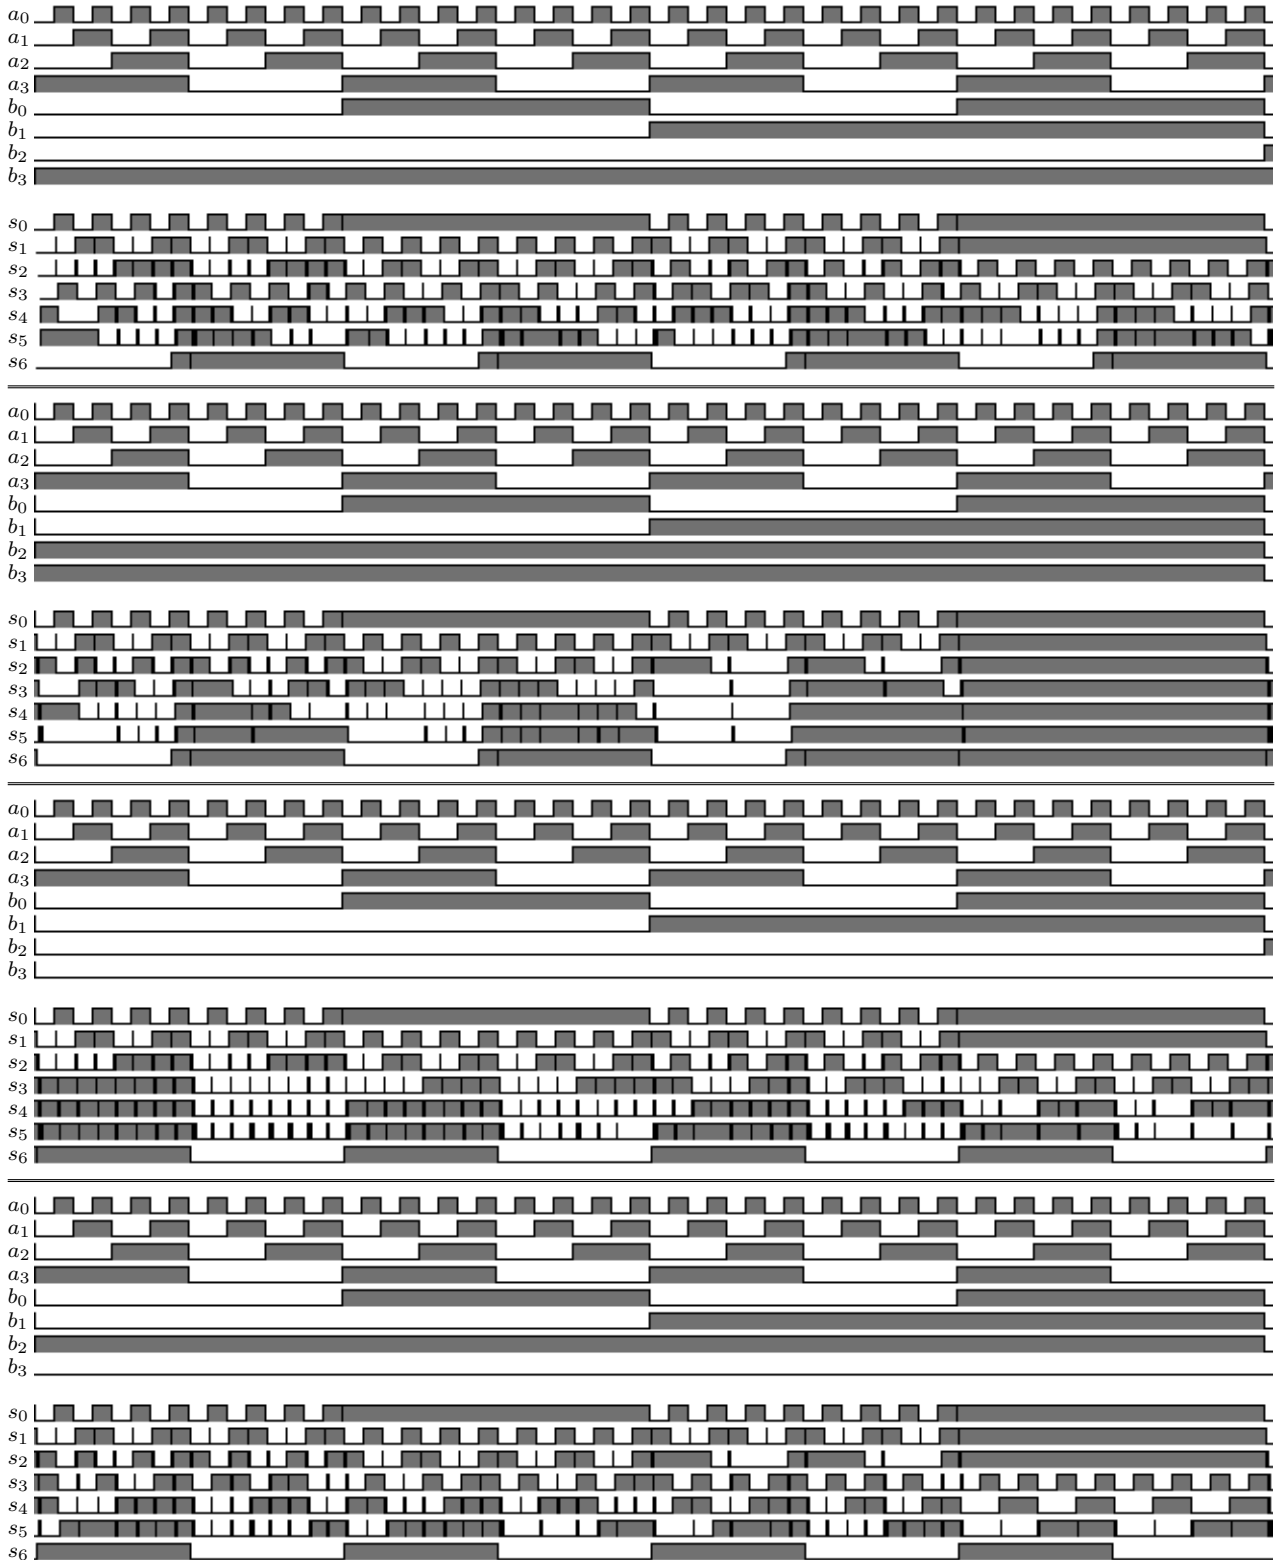 a₀
a₁
a₂
a₃
b₀
b₁
b₂
b₃
s₀
s₁
s₂
s₃
s₄
s₅
s₆
a₀
a₁
a₂
a₃
b₀
b₁
b₂
b₃
s₀
s₁
s₂
s₃
s₄
s₅
s₆
a₀
a₁
a₂
a₃
b₀
b₁
b₂
b₃
s₀
s₁
s₂
s₃
s₄
s₅
s₆
a₀
a₁
a₂
a₃
b₀
b₁
b₂
b₃
s₀
s₁
s₂
s₃
s₄
s₅
s₆